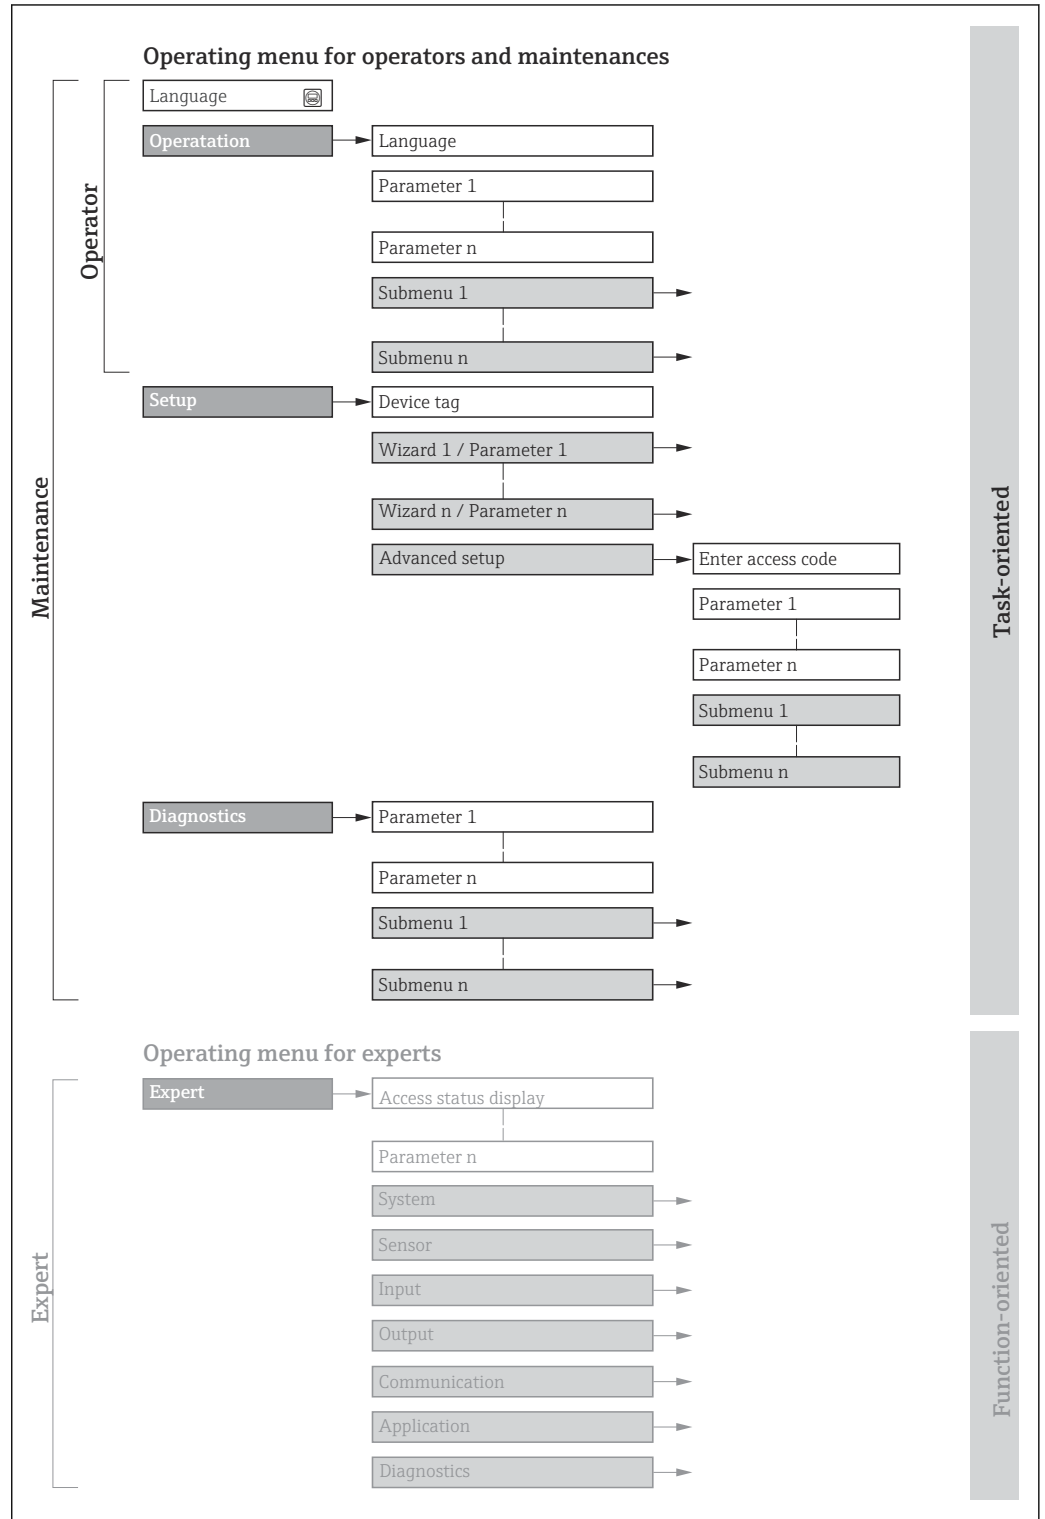 Operating menu for operators and maintenances
Language
Operatation
Language
Parameter 1
Parameter n
Submenu 1
Submenu n
Operator
Setup
Device tag
Wizard 1 / Parameter 1
Wizard n / Parameter n
Advanced setup
Enter access code
Parameter 1
Parameter n
Submenu 1
Submenu n
Maintenance
Task-oriented
Diagnostics
Parameter 1
Parameter n
Submenu 1
Submenu n
Operating menu for experts
Expert
Access status display
Parameter n
System
Sensor
Input
Output
Communication
Application
Diagnostics
Expert
Function-oriented